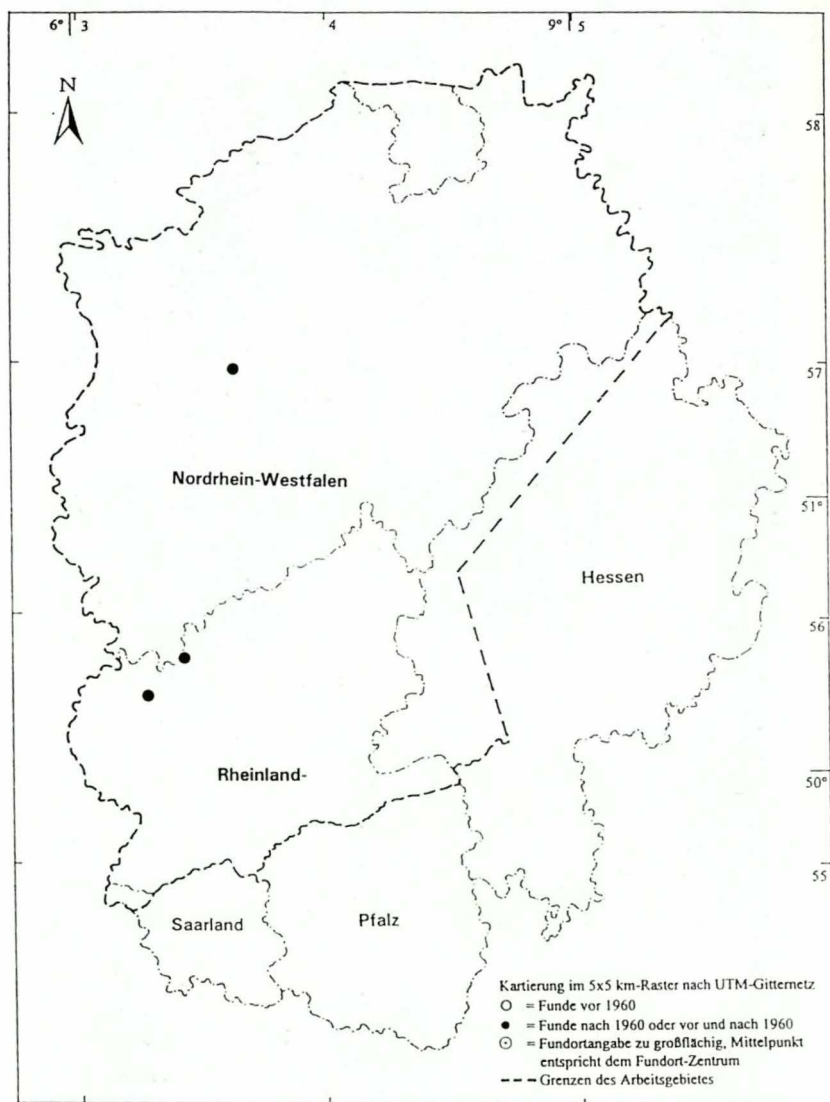 6° 3 4 9° 5
N
58
57
Nordrhein-Westfalen
51°
Hessen
56
Rheinland-
50°
55
Saarland
Pfalz
Kartierung im 5x5 km-Raster nach UTM-Gitternetz
○ = Funde vor 1960
● = Funde nach 1960 oder vor und nach 1960
⊙ = Fundortangabe zu großflächig, Mittelpunkt
entspricht dem Fundort-Zentrum
--- Grenzen des Arbeitsgebietes